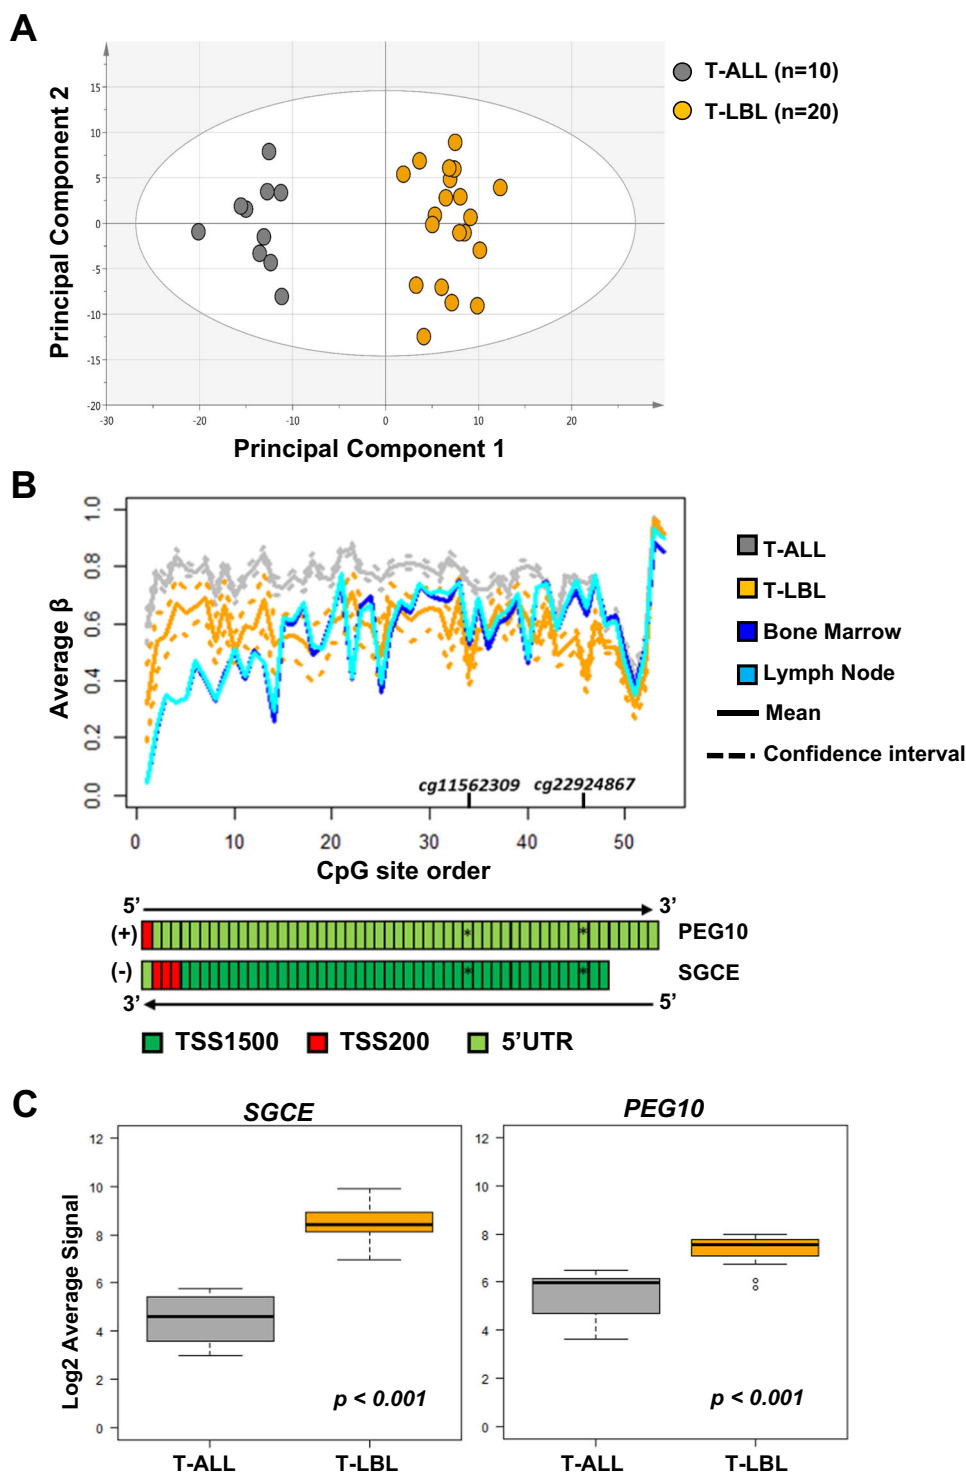 A
15
10
5
0
-5
-10
-15
-20
-30
-20
-10
0
10
20
Principal Component 2
Principal Component 1
T-ALL (n=10)
T-LBL (n=20)
B
1.0
0.8
0.6
0.4
0.2
0.0
Average β
cg11562309
cg22924867
0
10
20
30
40
50
CpG site order
T-ALL
T-LBL
Bone Marrow
Lymph Node
Mean
Confidence interval
5’
3’
(+)
*
*
PEG10
(-)
*
*
SGCE
3’
5’
TSS1500
TSS200
5’UTR
C
SGCE
PEG10
Log2 Average Signal
12
10
8
6
4
2
0
p < 0.001
T-ALL
T-LBL
12
10
8
6
4
2
0
p < 0.001
T-ALL
T-LBL